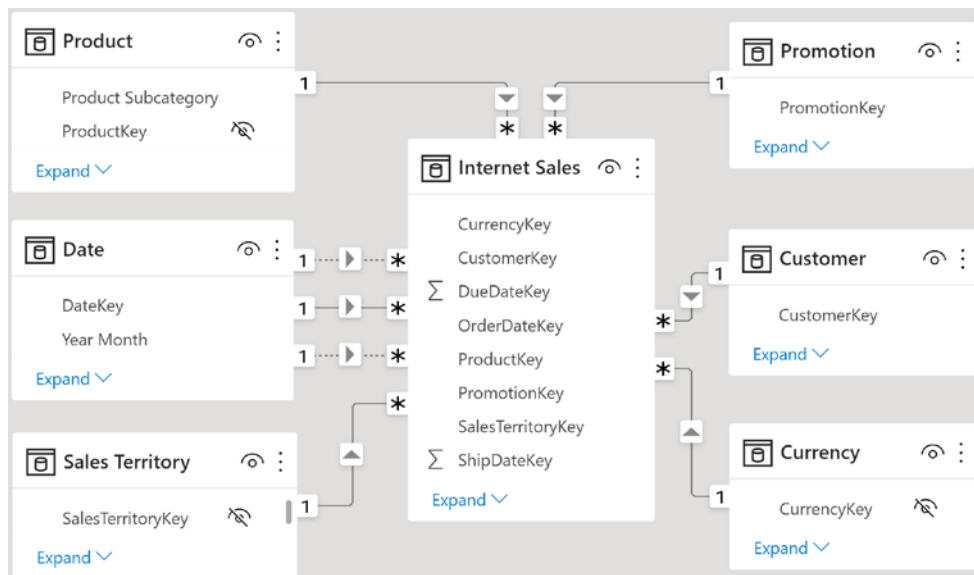 Product
Product Subcategory
ProductKey
Expand
1
*
Promotion
PromotionKey
Expand
1
*
Internet Sales
CurrencyKey
CustomerKey
DueDateKey
OrderDateKey
ProductKey
PromotionKey
SalesTerritoryKey
ShipDateKey
Expand
Date
DateKey
Year Month
Expand
1
*
1
*
1
*
Customer
CustomerKey
Expand
1
*
Sales Territory
SalesTerritoryKey
Expand
1
*
Currency
CurrencyKey
Expand
1
*